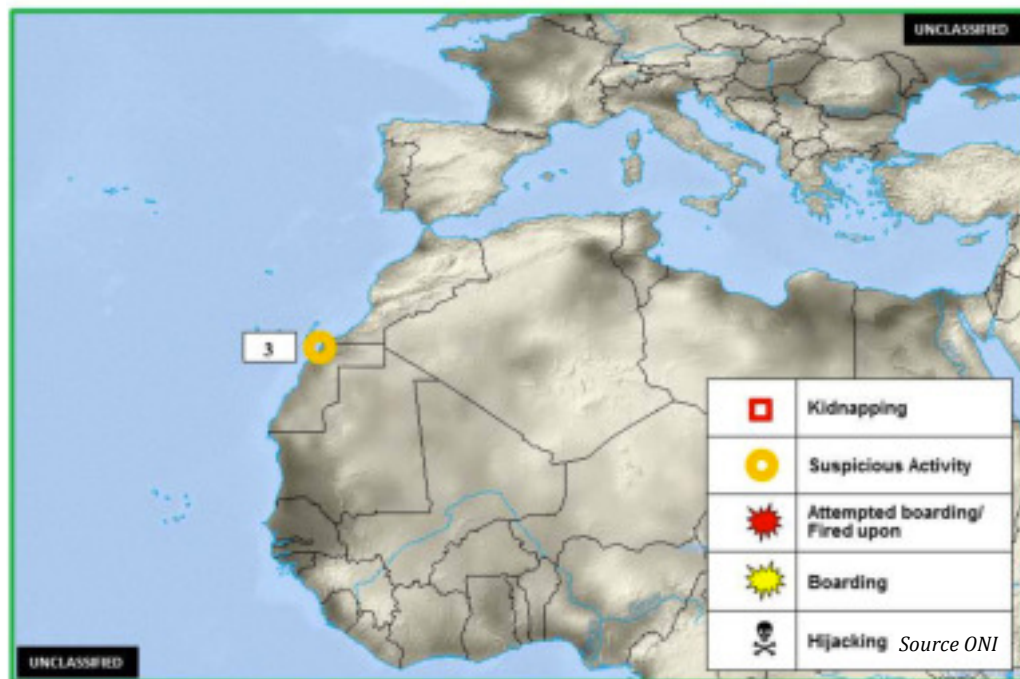 UNCLASSIFIED
3
Kidnapping
Suspicious Activity
Attempted boarding/
Fired upon
Boarding
Hijacking Source ONI
UNCLASSIFIED